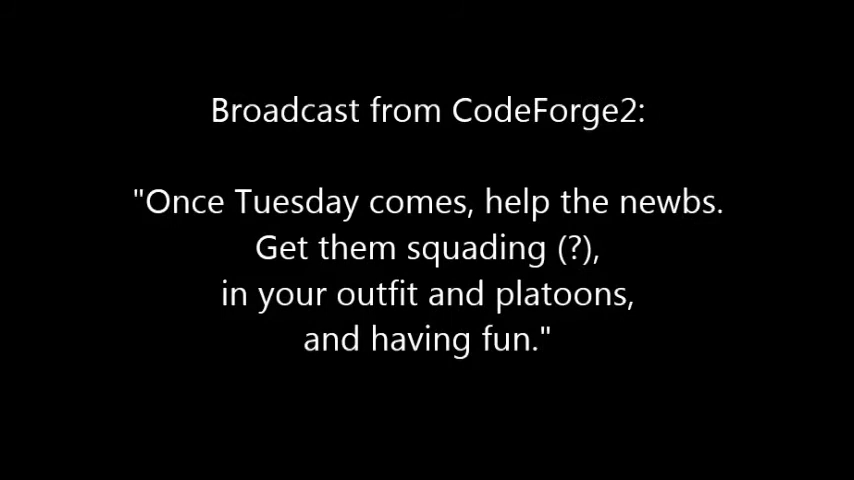 Broadcast from CodeForge2:
"Once Tuesday comes, help the newbs.
Get them squading (?),
in your outfit and platoons,
and having fun."